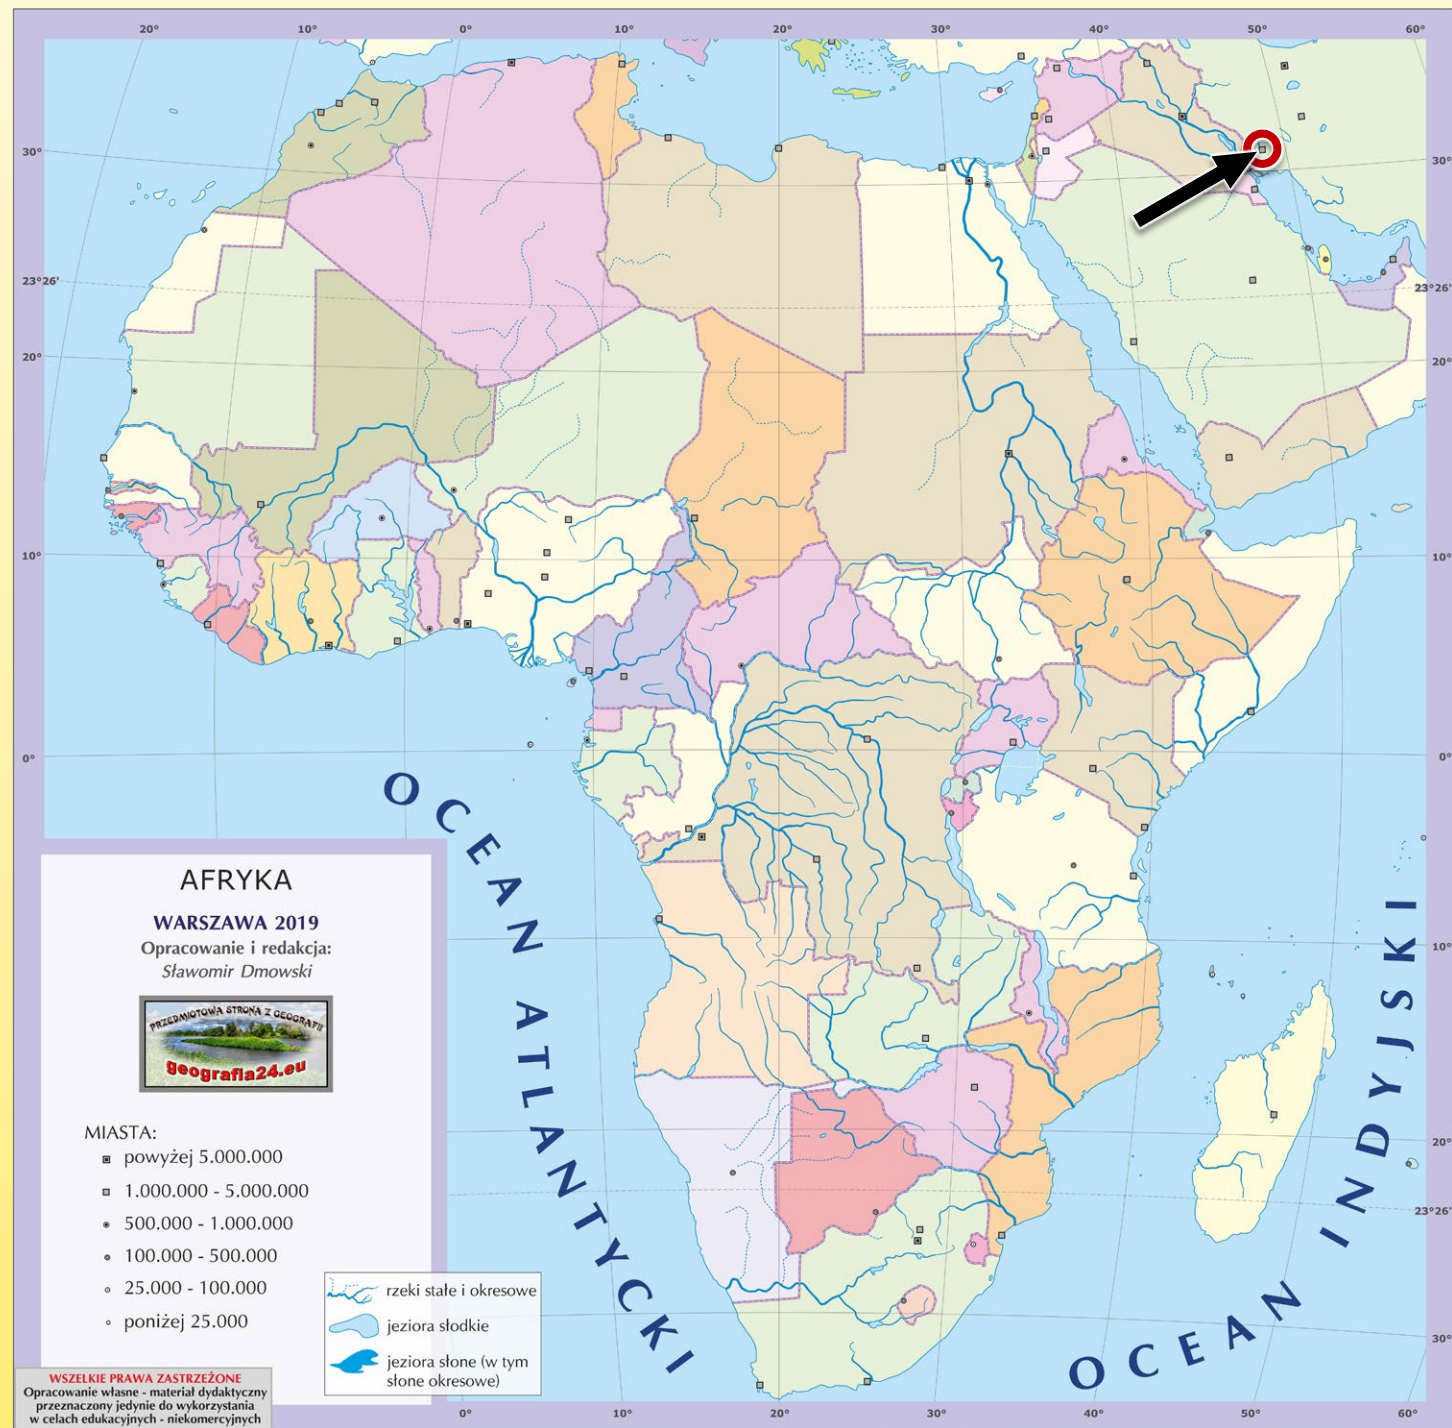 20° 10° 0° 10° 20° 30° 40° 50° 60°
30° 30°
23°26' 23°26'
20° 20°
10° 10°
0° 0°
OCEAN ATLANTYCKI
OCEAN INDYJSKI
10°
20°
23°26'
30°
AFRYKA
WARSZAWA 2019
Opracowanie i redakcja:
Sławomir Dmowski
PRZEDMIOTOWA STRONA Z GEOGRAFII
geografia24.eu
MIASTA:
powyżej 5.000.000
1.000.000 - 5.000.000
500.000 - 1.000.000
100.000 - 500.000
25.000 - 100.000
poniżej 25.000
rzeki stałe i okresowe
jeziora słodkie
jeziora słone (w tym
słone okresowe)
WSZELKIE PRAWA ZASTRZEŻONE
Opracowanie własne - materiał dydaktyczny
przeznaczony jedynie do wykorzystania
w celach edukacyjnych - niekomercyjnych
0° 10° 20° 30° 40° 50° 60°